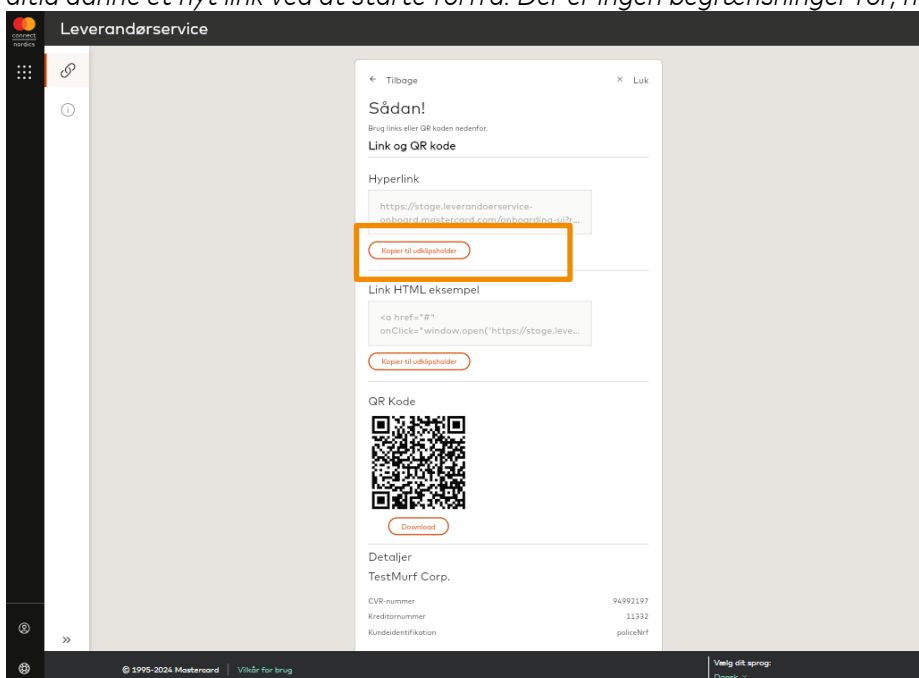 altid danne et nyt link ved at starte forfra. Der er ingen begrænsninger for,
connect
nordics
Leverandørservice
Tilbage
Luk
Sådan!
Brug links eller QR koden nedenfor.
Link og QR kode
Hyperlink
https://stage.leverandoerservice-
onboard.mastercard.com/onboarding-ui?r...
Kopier til udklipsholder
Link HTML eksempel
<a href="#"
onClick="window.open('https://stage.leve...
Kopier til udklipsholder
QR Kode
Download
Detaljer
TestMurf Corp.
CVR-nummer 94992197
Kreditornummer 11332
Kundeidentifikation policeNrf
© 1995-2024 Mastercard
Vilkår for brug
Vælg dit sprog:
Dansk